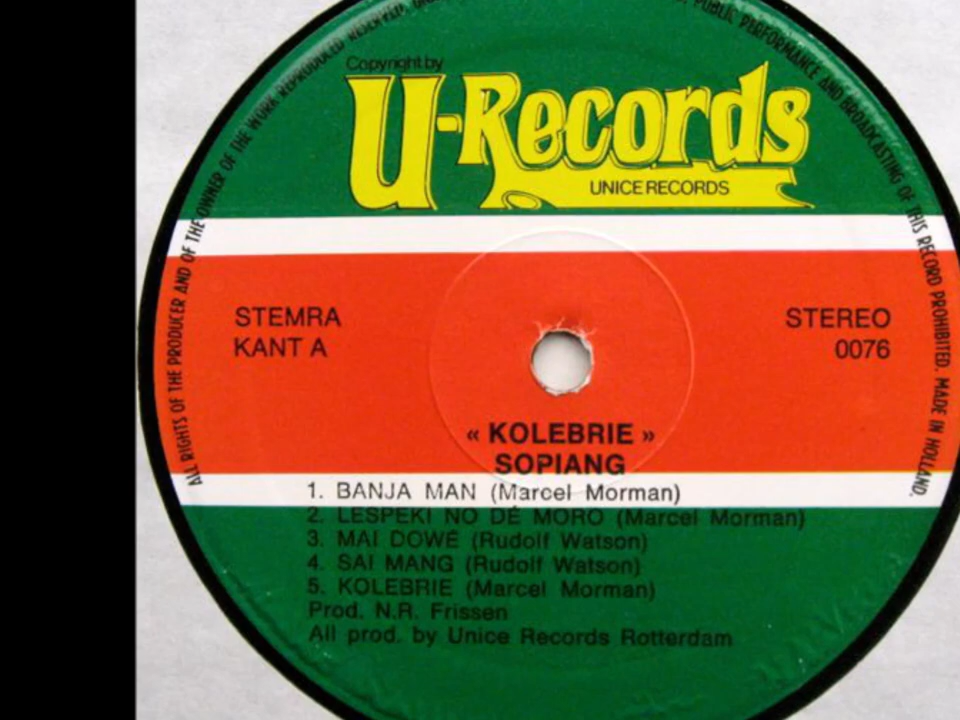 ALL RIGHTS OF THE PRODUCER AND OF THE OWNER OF THE WORK REPRODUCED RESERVED.
PUBLIC PERFORMANCE AND BROADCASTING OF THIS RECORD PROHIBITED. MADE IN HOLLAND.
Copyright by
U-Records
UNICE RECORDS
STEMRA
STEREO
KANT A
0076
« KOLEBRIE »
SOPIANG
1. BANJA MAN (Marcel Morman)
2. LESPEKI NO DÉ MORO (Marcel Morman)
3. MAI DOWÉ (Rudolf Watson)
4. SAI MANG (Rudolf Watson)
5. KOLEBRIE (Marcel Morman)
Prod. N.R. Frissen
All prod. by Unice Records Rotterdam